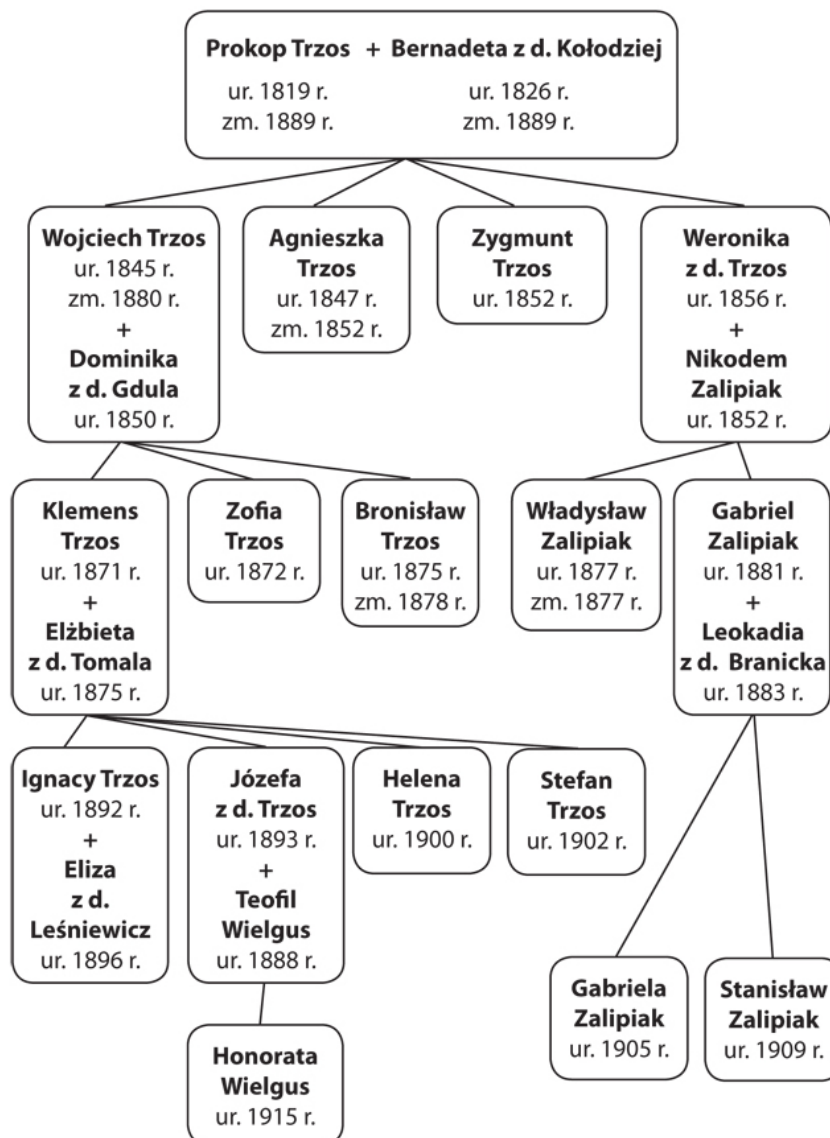 Prokop Trzos + Bernadeta z d. Kołodziej
ur. 1819 r. ur. 1826 r.
zm. 1889 r. zm. 1889 r.
Wojciech Trzos
ur. 1845 r.
zm. 1880 r.
+
Dominika
z d. Gdula
ur. 1850 r.
Agnieszka
Trzos
ur. 1847 r.
zm. 1852 r.
Zygmunt
Trzos
ur. 1852 r.
Weronika
z d. Trzos
ur. 1856 r.
+
Nikodem
Zalipiak
ur. 1852 r.
Klemens
Trzos
ur. 1871 r.
+
Elżbieta
z d. Tomala
ur. 1875 r.
Zofia
Trzos
ur. 1872 r.
Bronisław
Trzos
ur. 1875 r.
zm. 1878 r.
Władysław
Zalipiak
ur. 1877 r.
zm. 1877 r.
Gabriel
Zalipiak
ur. 1881 r.
+
Leokadia
z d. Branicka
ur. 1883 r.
Ignacy Trzos
ur. 1892 r.
+
Eliza
z d.
Leśniewicz
ur. 1896 r.
Józefa
z d. Trzos
ur. 1893 r.
+
Teofil
Wielgus
ur. 1888 r.
Helena
Trzos
ur. 1900 r.
Stefan
Trzos
ur. 1902 r.
Gabriela
Zalipiak
ur. 1905 r.
Stanisław
Zalipiak
ur. 1909 r.
Honorata
Wielgus
ur. 1915 r.